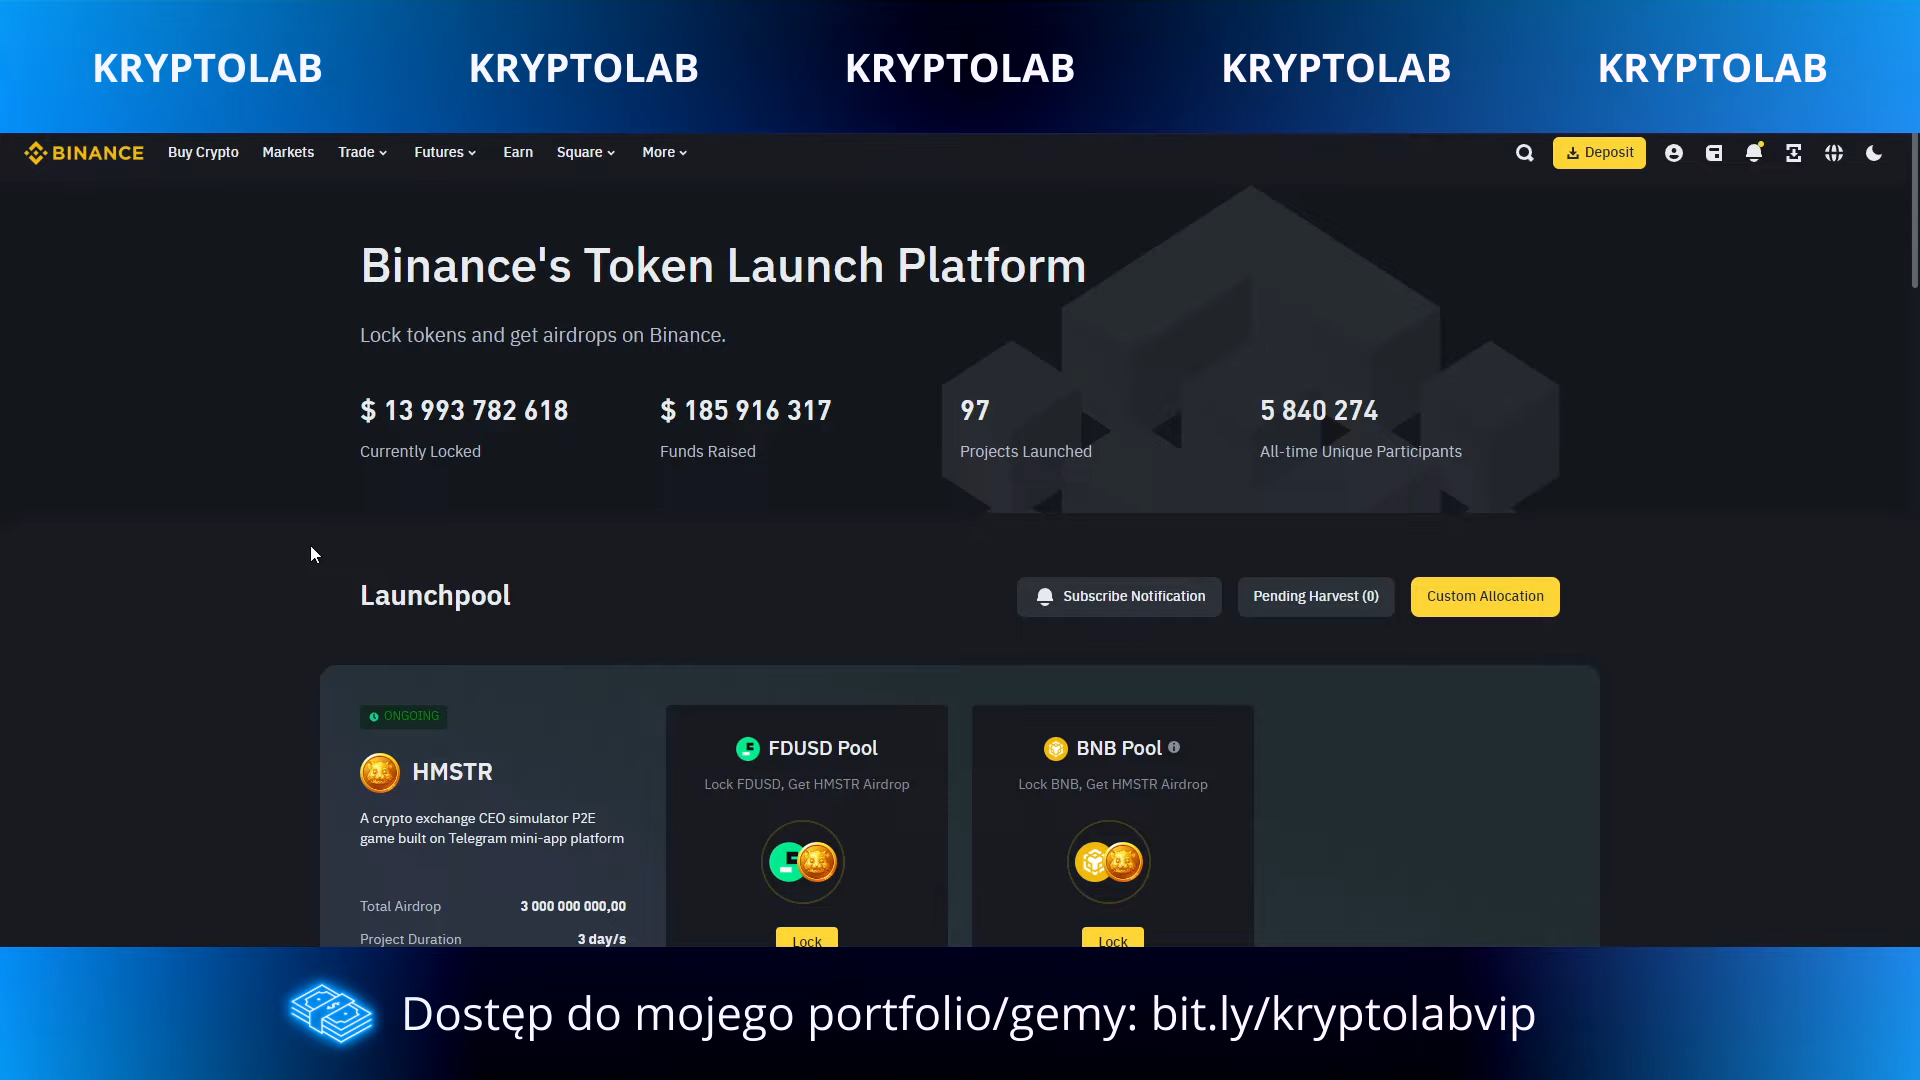 KRYPTOLAB KRYPTOLAB KRYPTOLAB KRYPTOLAB KRYPTOLAB
BINANCE Buy Crypto Markets Trade Futures Earn Square More Deposit
Binance's Token Launch Platform
Lock tokens and get airdrops on Binance.
$ 13 993 782 618 $ 185 916 317 97 5 840 274
Currently Locked Funds Raised Projects Launched All-time Unique Participants
Launchpool Subscribe Notification Pending Harvest (0) Custom Allocation
ONGOING
HMSTR
A crypto exchange CEO simulator P2E
game built on Telegram mini-app platform
Total Airdrop 3 000 000 000,00
Project Duration 3 day/s
FDUSD Pool
Lock FDUSD, Get HMSTR Airdrop
Lock
BNB Pool
Lock BNB, Get HMSTR Airdrop
Lock
Dostęp do mojego portfolio/gemy: bit.ly/kryptolabvip